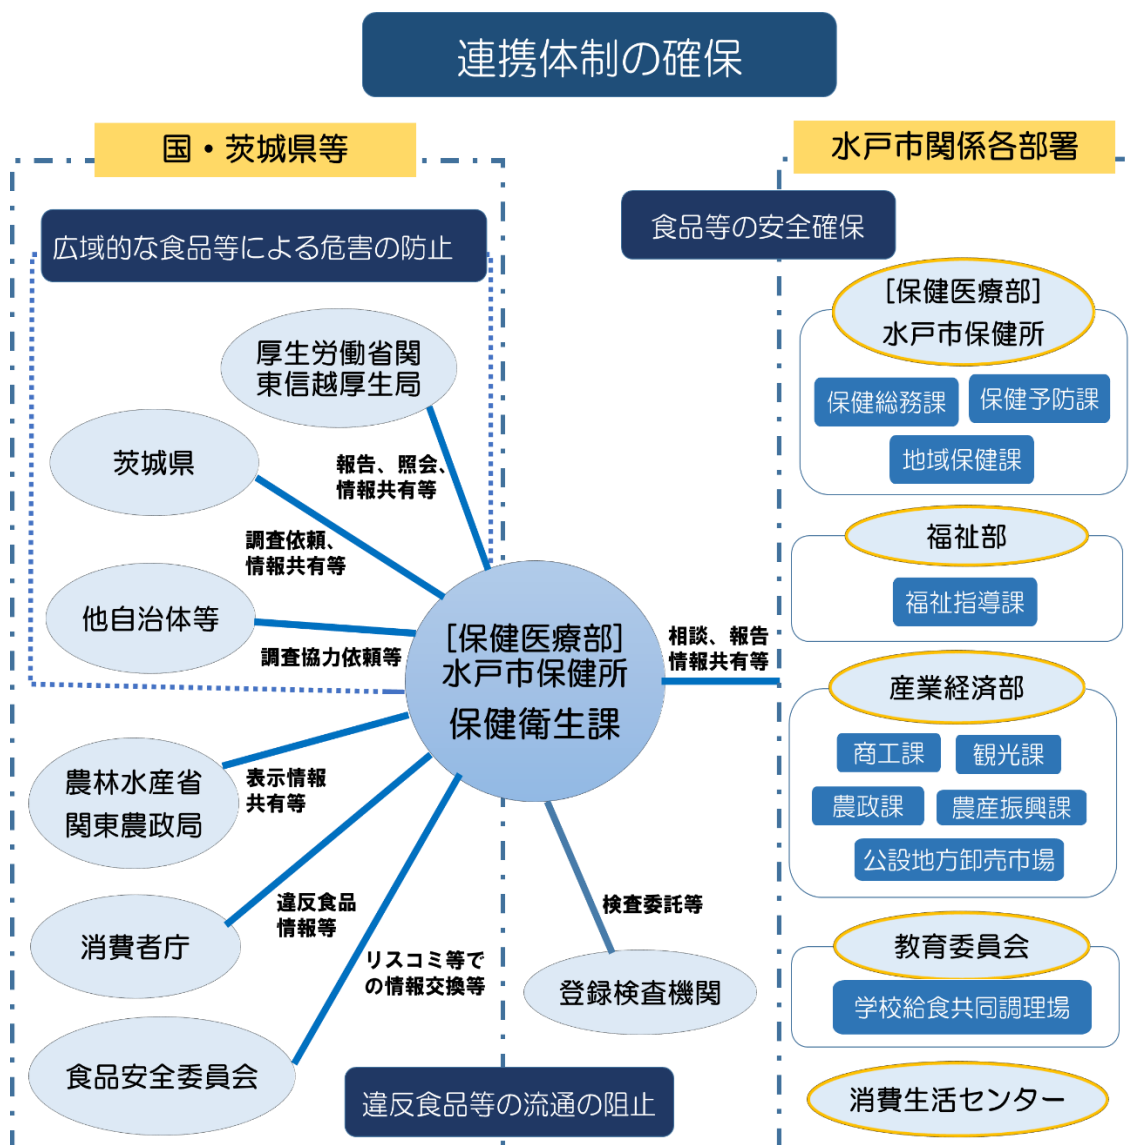 連携体制の確保
国・茨城県等
広域的な食品等による危害の防止
厚生労働省関
東信越厚生局
報告、照会、
情報共有等
茨城県
調査依頼、
情報共有等
他自治体等
調査協力依頼等
農林水産省
関東農政局
表示情報
共有等
消費者庁
違反食品
情報等
食品安全委員会
リスコミ等で
の情報交換等
[保健医療部]
水戸市保健所
保健衛生課
相談、報告
情報共有等
検査委託等
登録検査機関
違反食品等の流通の阻止
水戸市関係各部署
食品等の安全確保
[保健医療部]
水戸市保健所
保健総務課
保健予防課
地域保健課
福祉部
福祉指導課
産業経済部
商工課
観光課
農政課
農産振興課
公設地方卸売市場
教育委員会
学校給食共同調理場
消費生活センター